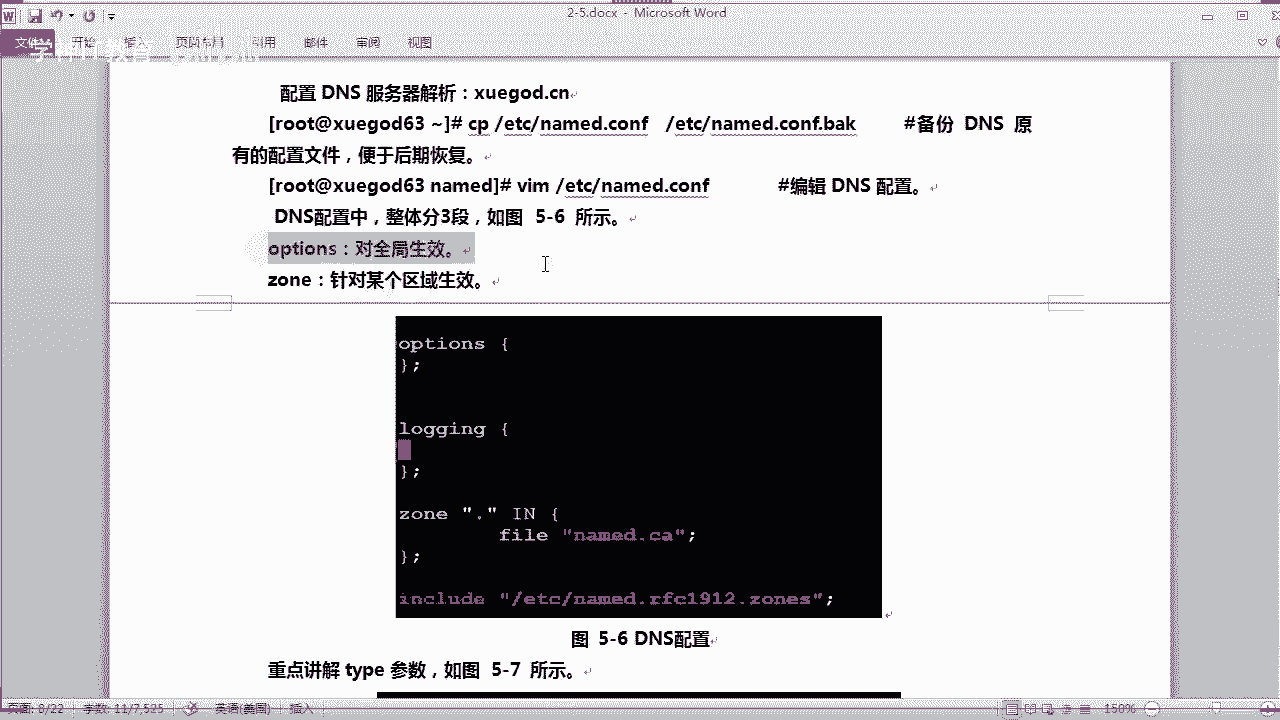 2-5.docx - Microsoft Word
文件 开始 插入 页面布局 引用 邮件 审阅 视图
配置 DNS 服务器解析：xuegod.cn
[root@xuegod63 ~]# cp /etc/named.conf /etc/named.conf.bak #备份 DNS 原
有的配置文件，便于后期恢复。
[root@xuegod63 named]# vim /etc/named.conf #编辑 DNS 配置。
DNS配置中，整体分3段，如图 5-6 所示。
options：对全局生效。
zone：针对某个区域生效。
options {
};
logging {
};
zone "." IN {
file "named.ca";
};
include "/etc/named.rfc1912.zones";
图 5-6 DNS配置
重点讲解 type 参数，如图 5-7 所示。
页面: 8/22 字数: 11/7,525 英语(美国) 插入 150%